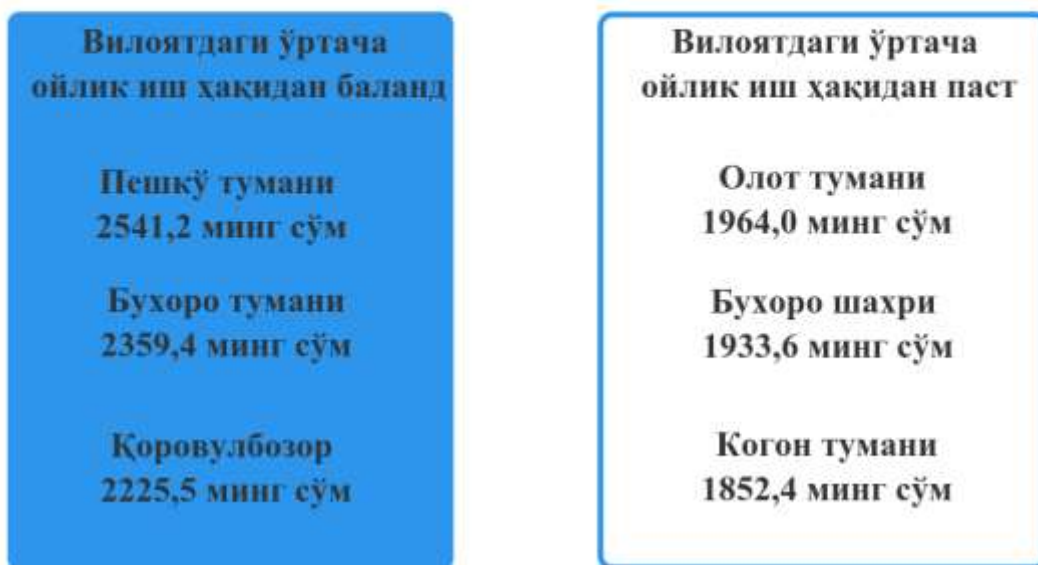 Вилоятдаги ўртача
ойлик иш ҳақидан баланд
Пешкў тумани
2541,2 минг сўм
Бухоро тумани
2359,4 минг сўм
Қоровулбозор
2225,5 минг сўм
Вилоятдаги ўртача
ойлик иш ҳақидан паст
Олот тумани
1964,0 минг сўм
Бухоро шахри
1933,6 минг сўм
Когон тумани
1852,4 минг сўм